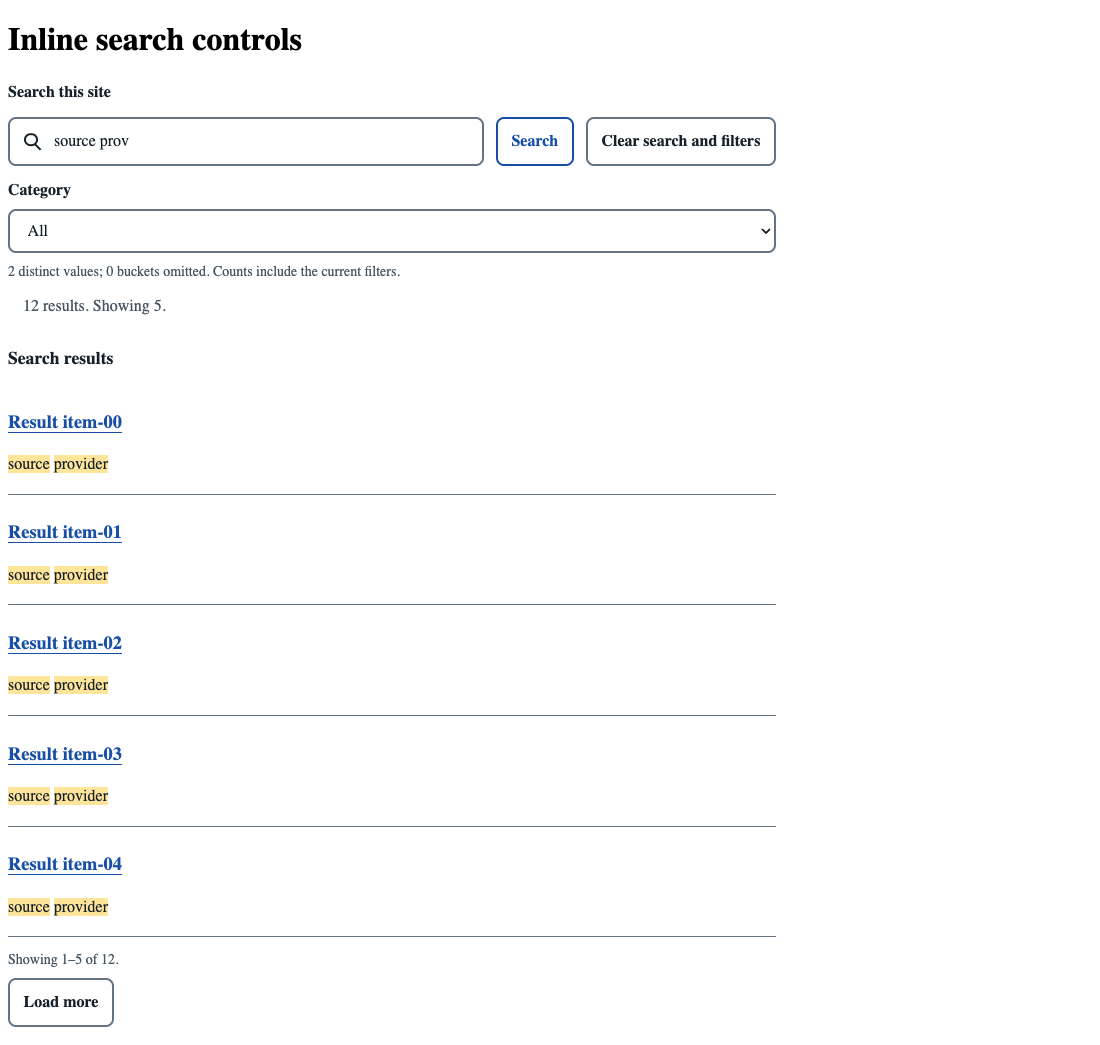 Inline search controls
Search this site
source prov
Search
Clear search and filters
Category
All
2 distinct values; 0 buckets omitted. Counts include the current filters.
12 results. Showing 5.
Search results
Result item-00
source provider
Result item-01
source provider
Result item-02
source provider
Result item-03
source provider
Result item-04
source provider
Showing 1–5 of 12.
Load more